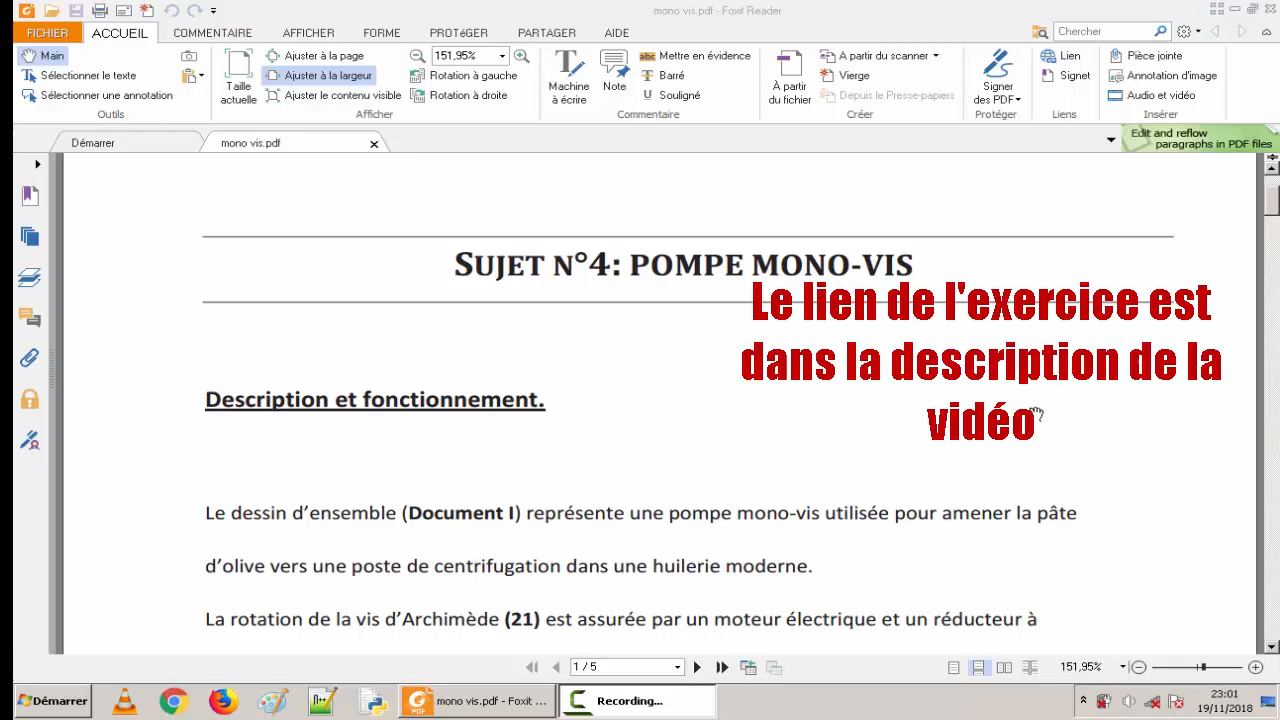 mono vis.pdf - Foxit Reader
FICHIER ACCUEIL COMMENTAIRE AFFICHER FORME PROTéGER PARTAGER AIDE Chercher
Main
Sélectionner le texte
Sélectionner une annotation
Outils
Taille actuelle
Ajuster à la page
Ajuster à la largeur
Ajuster le contenu visible
151,95%
Rotation à gauche
Rotation à droite
Afficher
Machine à écrire
Note
Mettre en évidence
Barré
Souligné
Commentaire
A partir du fichier
A partir du scanner
Vierge
Depuis le Presse-papiers
Créer
Signer des PDF
Protéger
Lien
Signet
Liens
Pièce jointe
Annotation d'image
Audio et vidéo
Insérer
Démarrer mono vis.pdf
Edit and reflow
paragraphs in PDF files
SUJET N°4: POMPE MONO-VIS
Le lien de l'exercice est
dans la description de la
vidéo
Description et fonctionnement.
Le dessin d’ensemble (Document I) représente une pompe mono-vis utilisée pour amener la pâte
d’olive vers une poste de centrifugation dans une huilerie moderne.
La rotation de la vis d’Archimède (21) est assurée par un moteur électrique et un réducteur à
1 / 5 151,95%
Démarrer mono vis.pdf - Foxit ... Recording... 23:01
19/11/2018